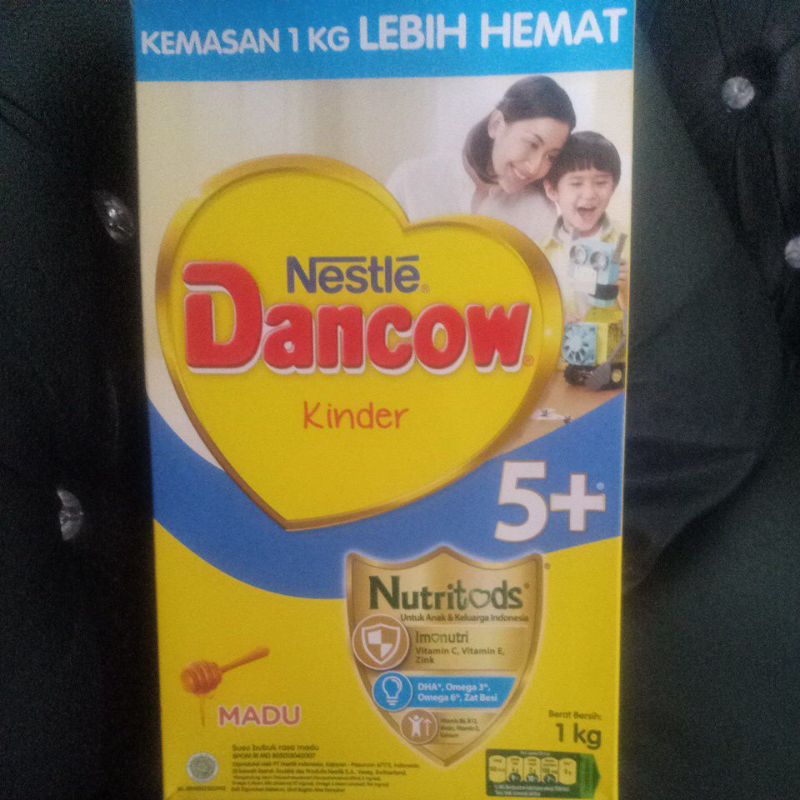 KEMASAN 1 KG LEBIH HEMAT
Nestlé®
DANCOW®
Kinder
5+
Nutritods®
Untuk Anak & Keluarga Indonesia
Imunutri
Vitamin C, Vitamin E,
Zink
DHA*, Omega 3*,
Omega 6*, Zat Besi
MADU
Berat Bersih:
1 kg
Susu bubuk rasa madu